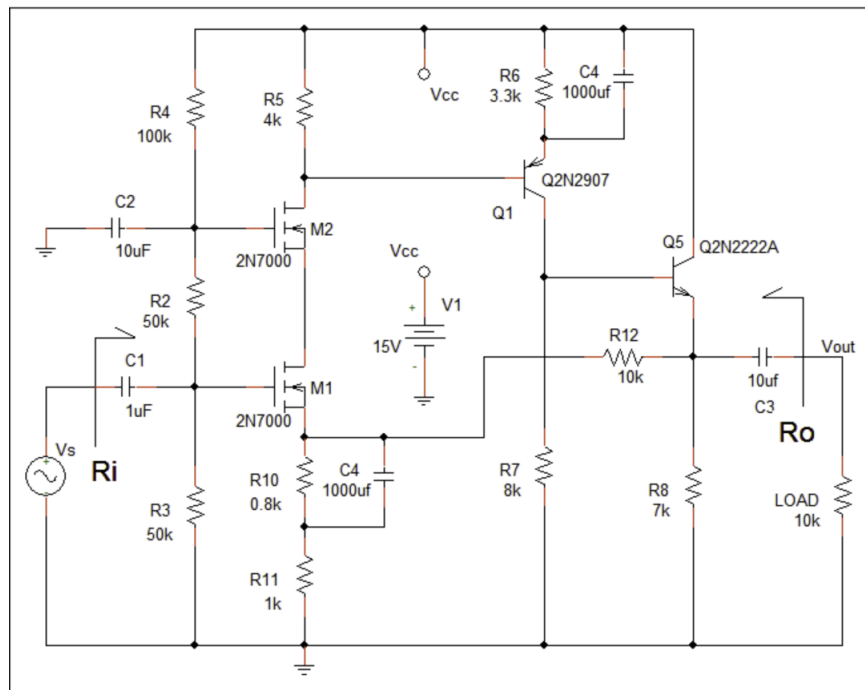 R4
100k
R5
4k
Vcc
R6
3.3k
C4
1000uf
Q2N2907
Q1
C2
10uF
M2
2N7000
Q5
Q2N2222A
Vcc
R2
50k
+
V1
15V
-
R12
10k
Vout
C1
1uF
M1
2N7000
10uf
C3
Vs
+
-
Ri
Ro
R10
0.8k
C4
1000uf
R7
8k
R3
50k
R8
7k
LOAD
10k
R11
1k